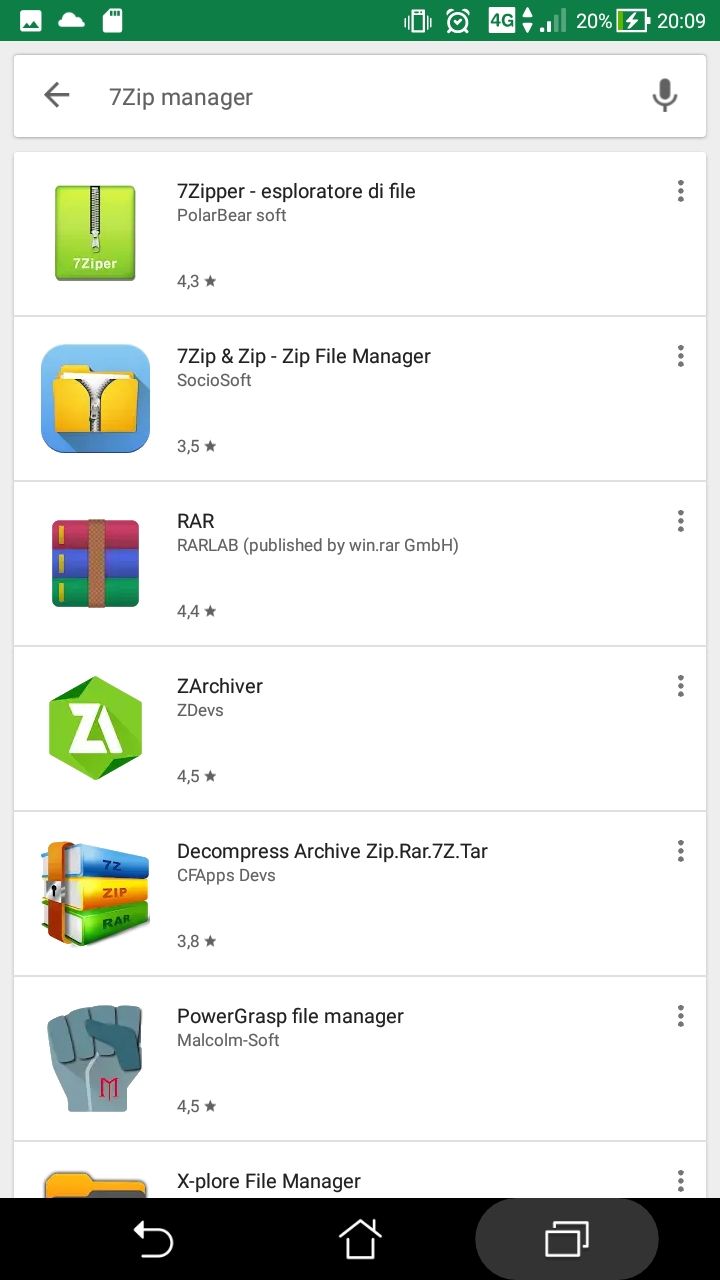 4G 20% 20:09
7Zip manager
7Zipper - esploratore di file
PolarBear soft
7Ziper
4,3 ★
7Zip & Zip - Zip File Manager
SocioSoft
3,5 ★
RAR
RARLAB (published by win.rar GmbH)
4,4 ★
ZArchiver
ZDevs
ZA
4,5 ★
Decompress Archive Zip.Rar.7Z.Tar
CFApps Devs
7Z
ZIP
RAR
3,8 ★
PowerGrasp file manager
Malcolm-Soft
M
4,5 ★
X-plore File Manager